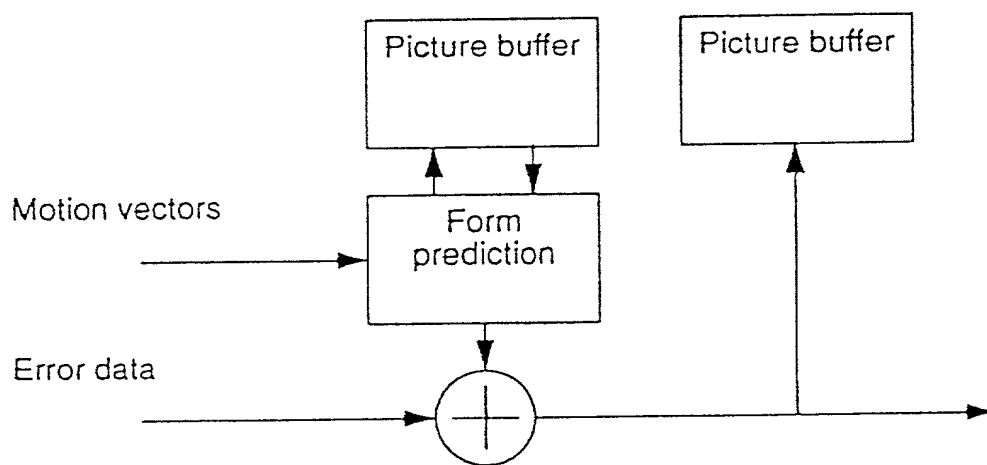 Picture buffer
Picture buffer
Motion vectors
Form
prediction
Error data